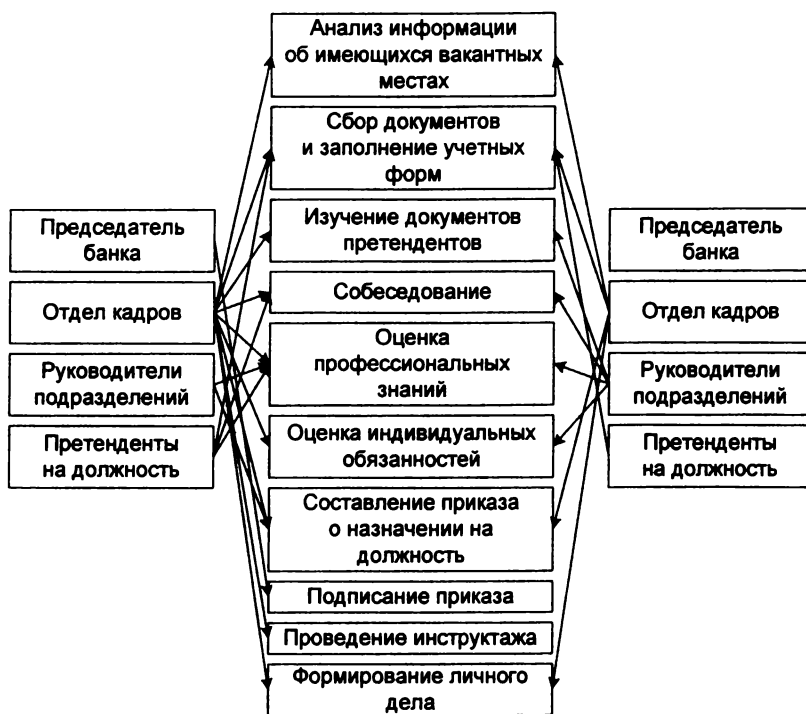 Анализ информации
об имеющихся вакантных
местах
Сбор документов
и заполнение учетных
форм
Изучение документов
претендентов
Собеседование
Оценка
профессиональных
знаний
Оценка индивидуальных
обязанностей
Составление приказа
о назначении на
должность
Подписание приказа
Проведение инструктажа
Формирование личного
дела
Председатель
банка
Отдел кадров
Руководители
подразделений
Претенденты
на должность
Председатель
банка
Отдел кадров
Руководители
подразделений
Претенденты
на должность